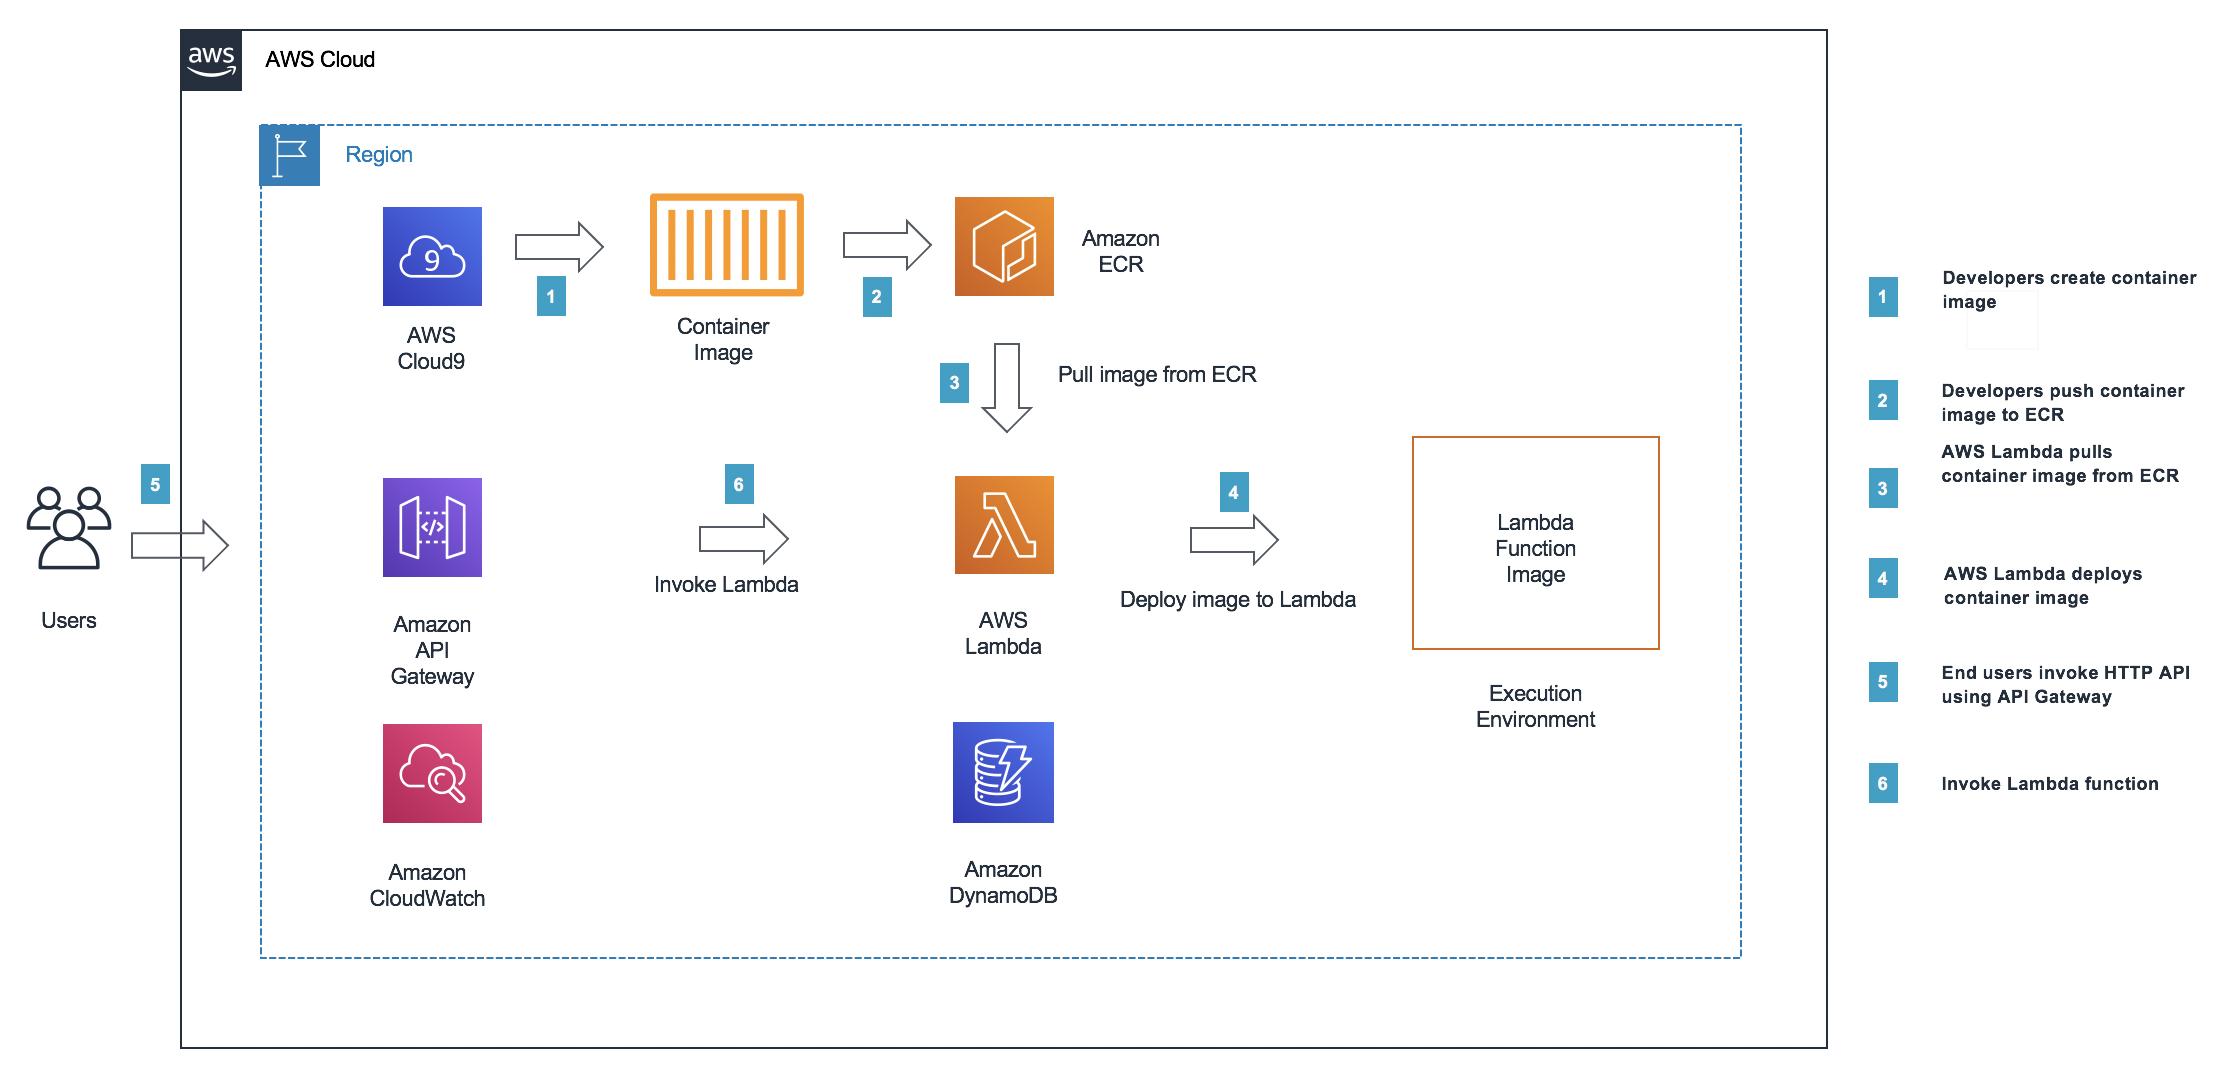 aws
AWS Cloud
Region
9
AWS
Cloud9
1
Container
Image
2
Amazon
ECR
3
Pull image from ECR
Users
5
</>
Amazon
API
Gateway
6
Invoke Lambda
AWS
Lambda
4
Deploy image to Lambda
Lambda
Function
Image
Execution
Environment
Amazon
CloudWatch
Amazon
DynamoDB
1
Developers create container
image
2
Developers push container
image to ECR
3
AWS Lambda pulls
container image from ECR
4
AWS Lambda deploys
container image
5
End users invoke HTTP API
using API Gateway
6
Invoke Lambda function